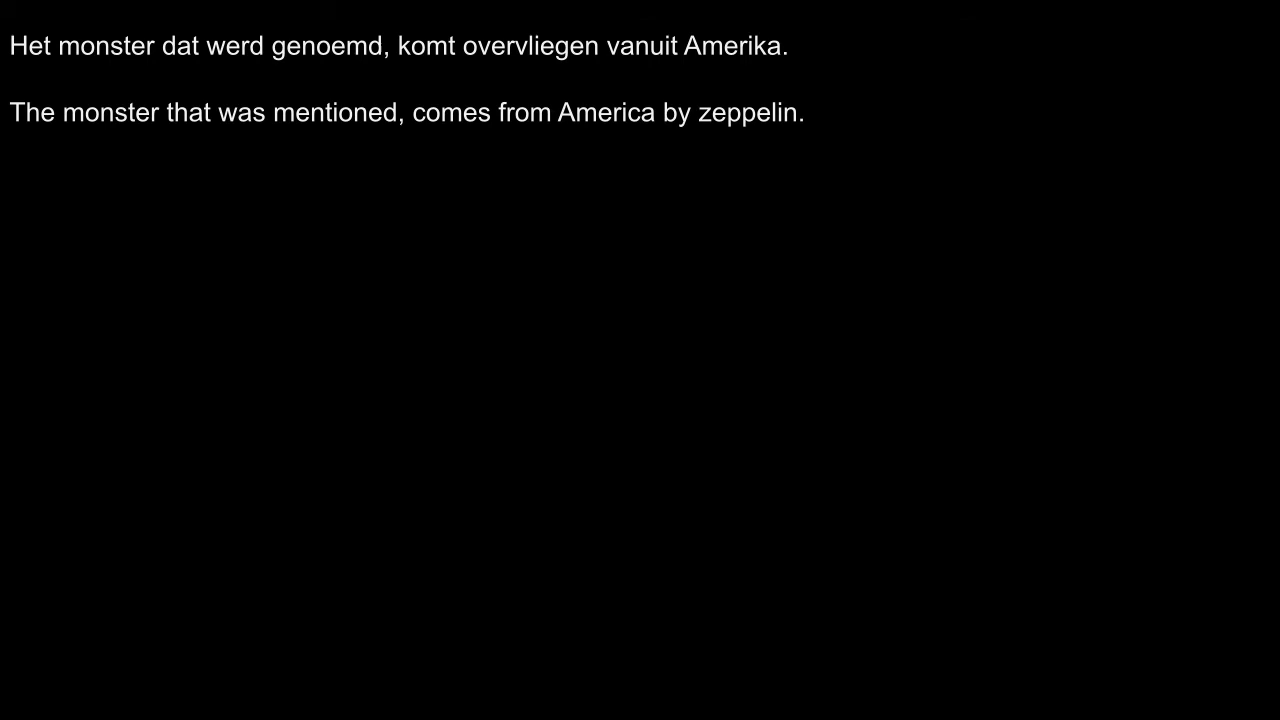 Het monster dat werd genoemd, komt overvliegen vanuit Amerika.
The monster that was mentioned, comes from America by zeppelin.